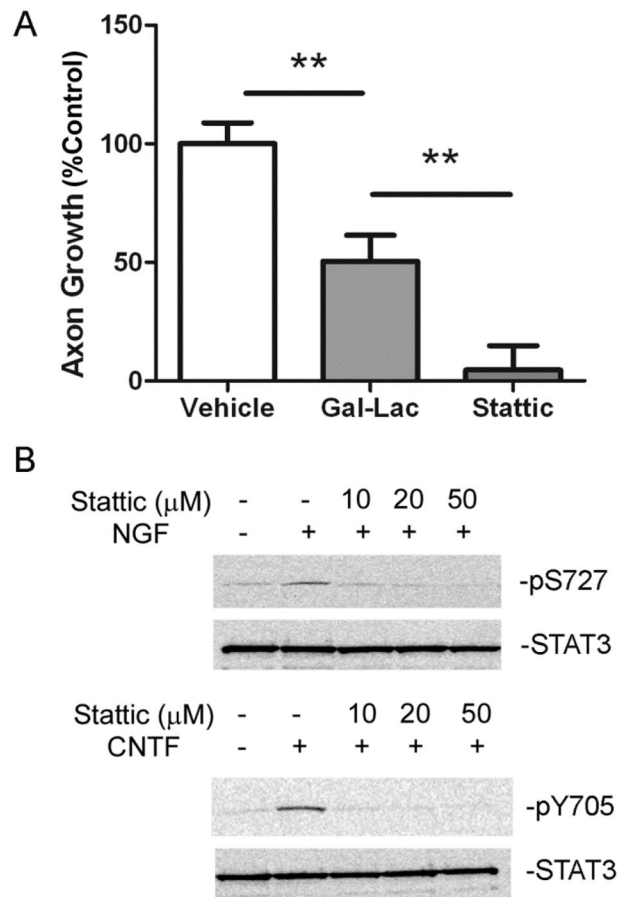 A
Axon Growth (%Control)
150
100
50
0
**
**
Vehicle Gal-Lac Stattic
B
Stattic (μM) - - 10 20 50
NGF - + + + +
-pS727
-STAT3
Stattic (μM) - - 10 20 50
CNTF - + + + +
-pY705
-STAT3